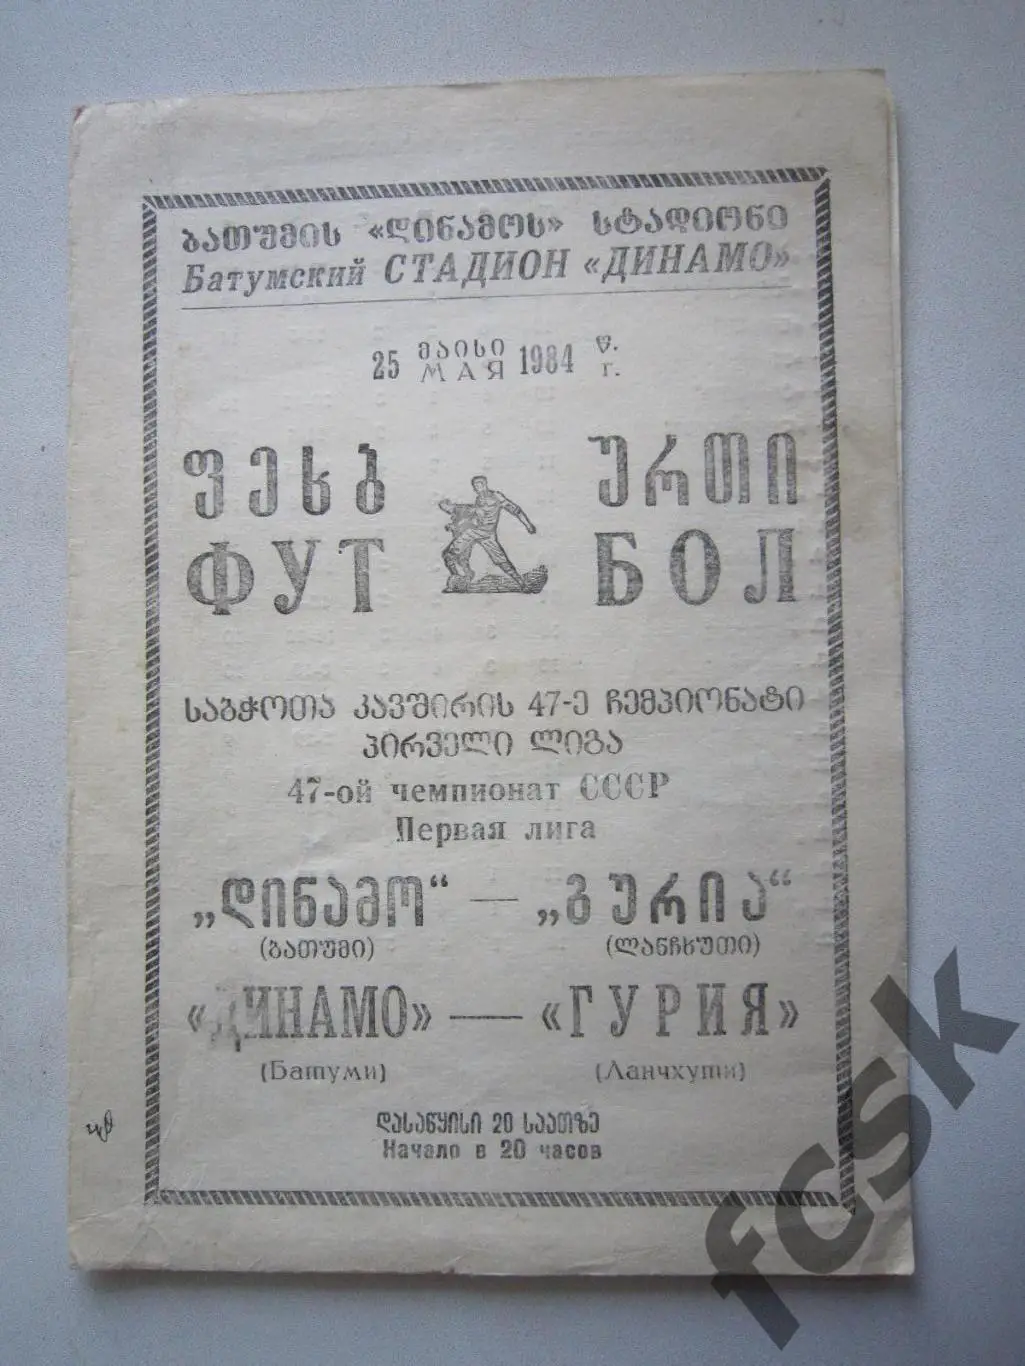 ბათუმის «დინამოს» სტადიონი
Батумский СТАДИОН «ДИНАМО»
25 მაისი 1984 წ.
МАЯ г.
ფეხბ ურთი
ФУТ БОЛ
საბჭოთა კავშირის 47-ე ჩემპიონატი
პირველი ლიგა
47-ой чемпионат СССР
Первая лига
„დინამო“ — „გურია“
(ბათუმი) (ლანჩხუთი)
«ДИНАМО» — «ГУРИЯ»
(Батуми) (Ланчхути)
დასაწყისი 20 საათზე
Начало в 20 часов
fcsk